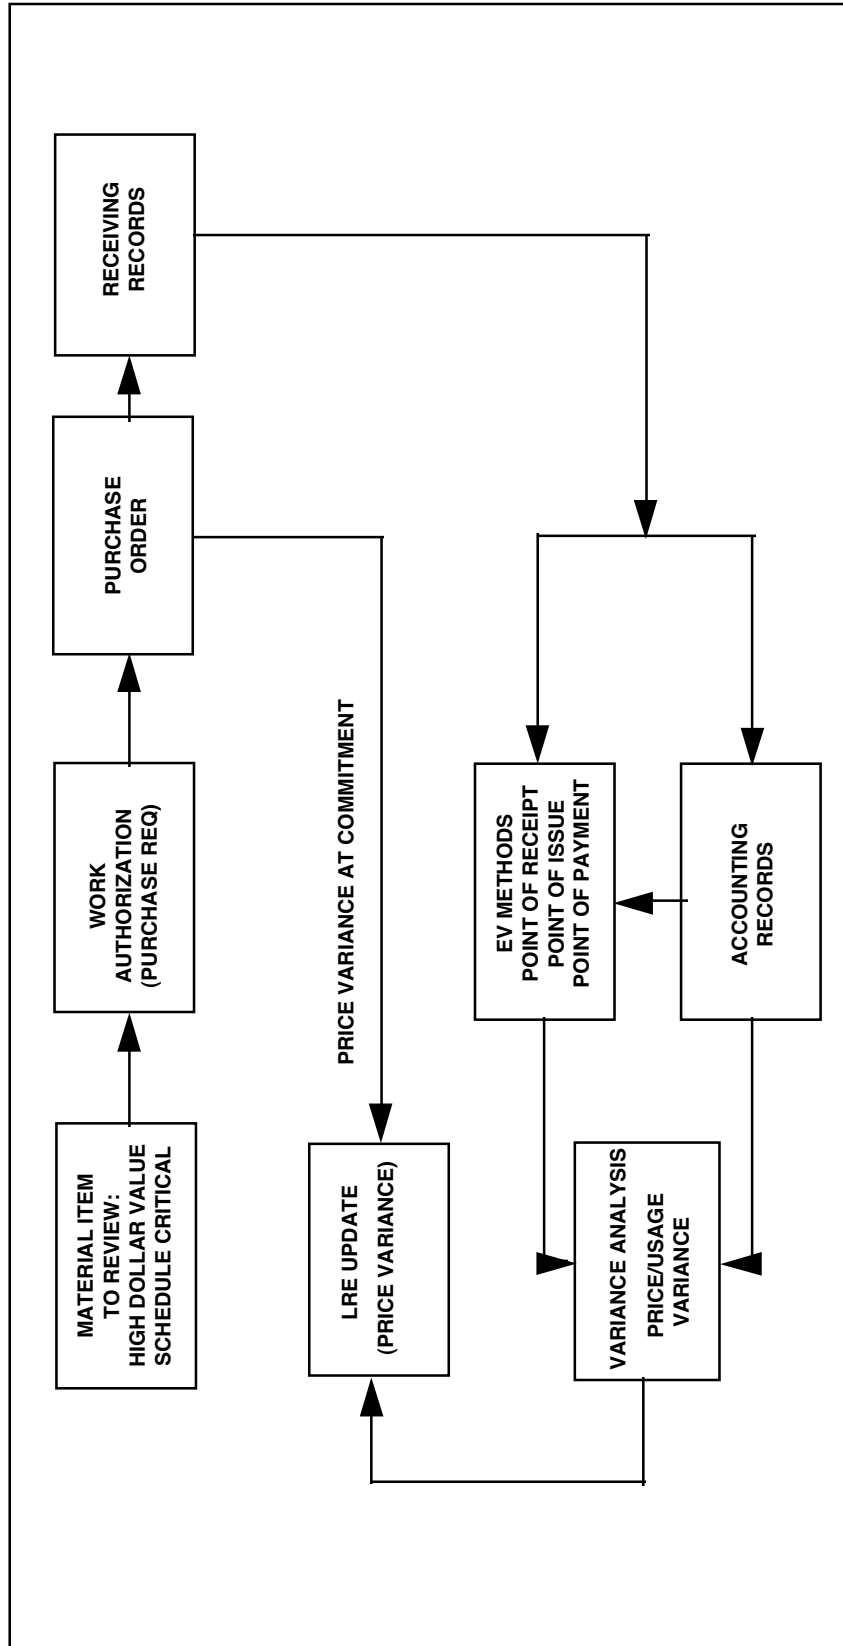 MATERIAL ITEM
TO REVIEW:
HIGH DOLLAR VALUE
SCHEDULE CRITICAL
WORK
AUTHORIZATION
(PURCHASE REQ)
PURCHASE
ORDER
RECEIVING
RECORDS
PRICE VARIANCE AT COMMITMENT
LRE UPDATE
(PRICE VARIANCE)
EV METHODS
POINT OF RECEIPT
POINT OF ISSUE
POINT OF PAYMENT
VARIANCE ANALYSIS
PRICE/USAGE
VARIANCE
ACCOUNTING
RECORDS